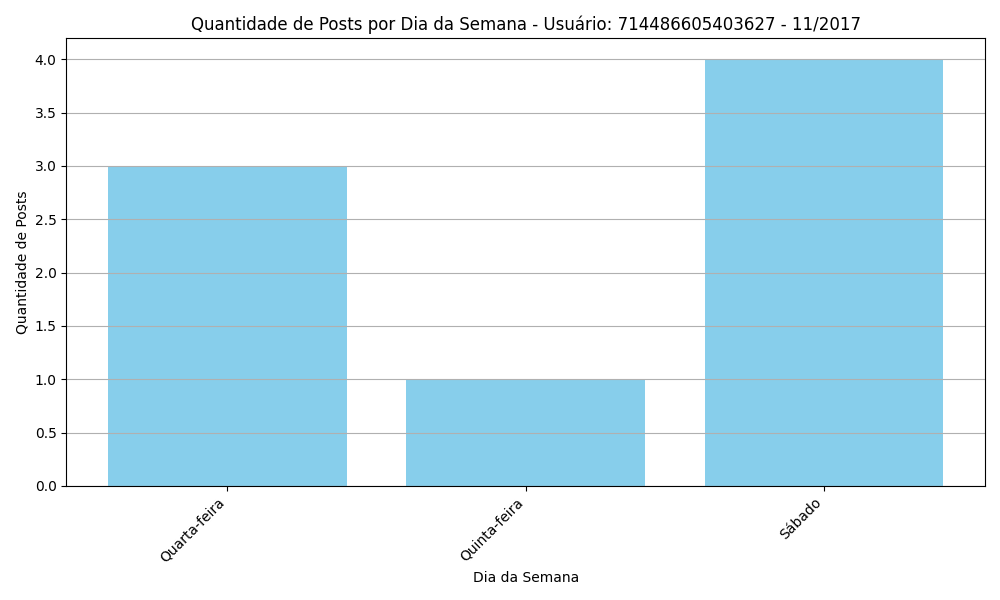 Quantidade de Posts por Dia da Semana - Usuário: 714486605403627 - 11/2017
4.0
3.5
3.0
2.5
2.0
1.5
1.0
0.5
0.0
Quantidade de Posts
Quarta-feira
Quinta-feira
Sábado
Dia da Semana